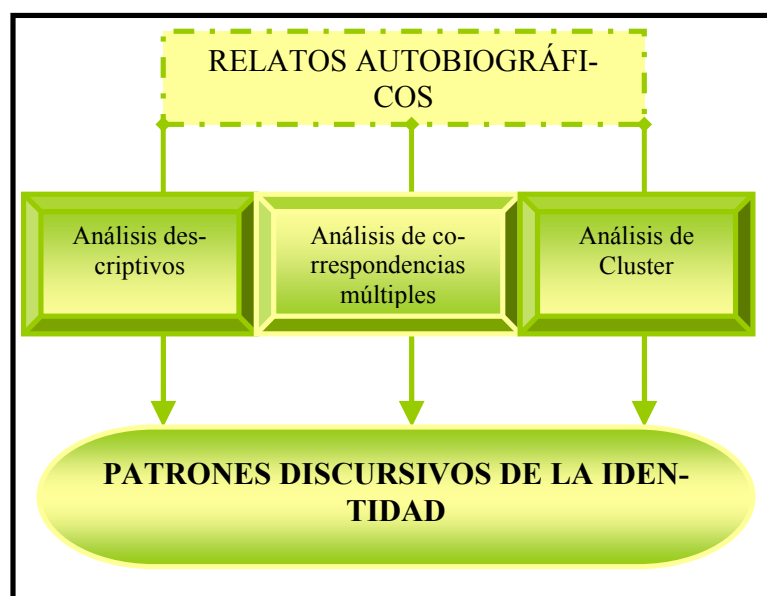 RELATOS AUTOBIOGRÁFI-
COS
Análisis des-
criptivos
Análisis de co-
rrespondencias
múltiples
Análisis de
Cluster
PATRONES DISCURSIVOS DE LA IDEN-
TIDAD